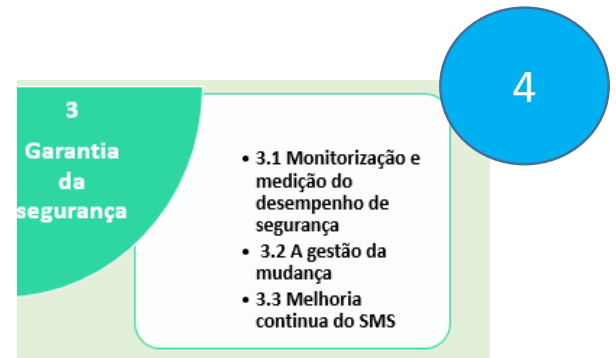 4
3
Garantia
da
segurança
• 3.1 Monitorização e
medição do
desempenho de
segurança
• 3.2 A gestão da
mudança
• 3.3 Melhoria
continua do SMS